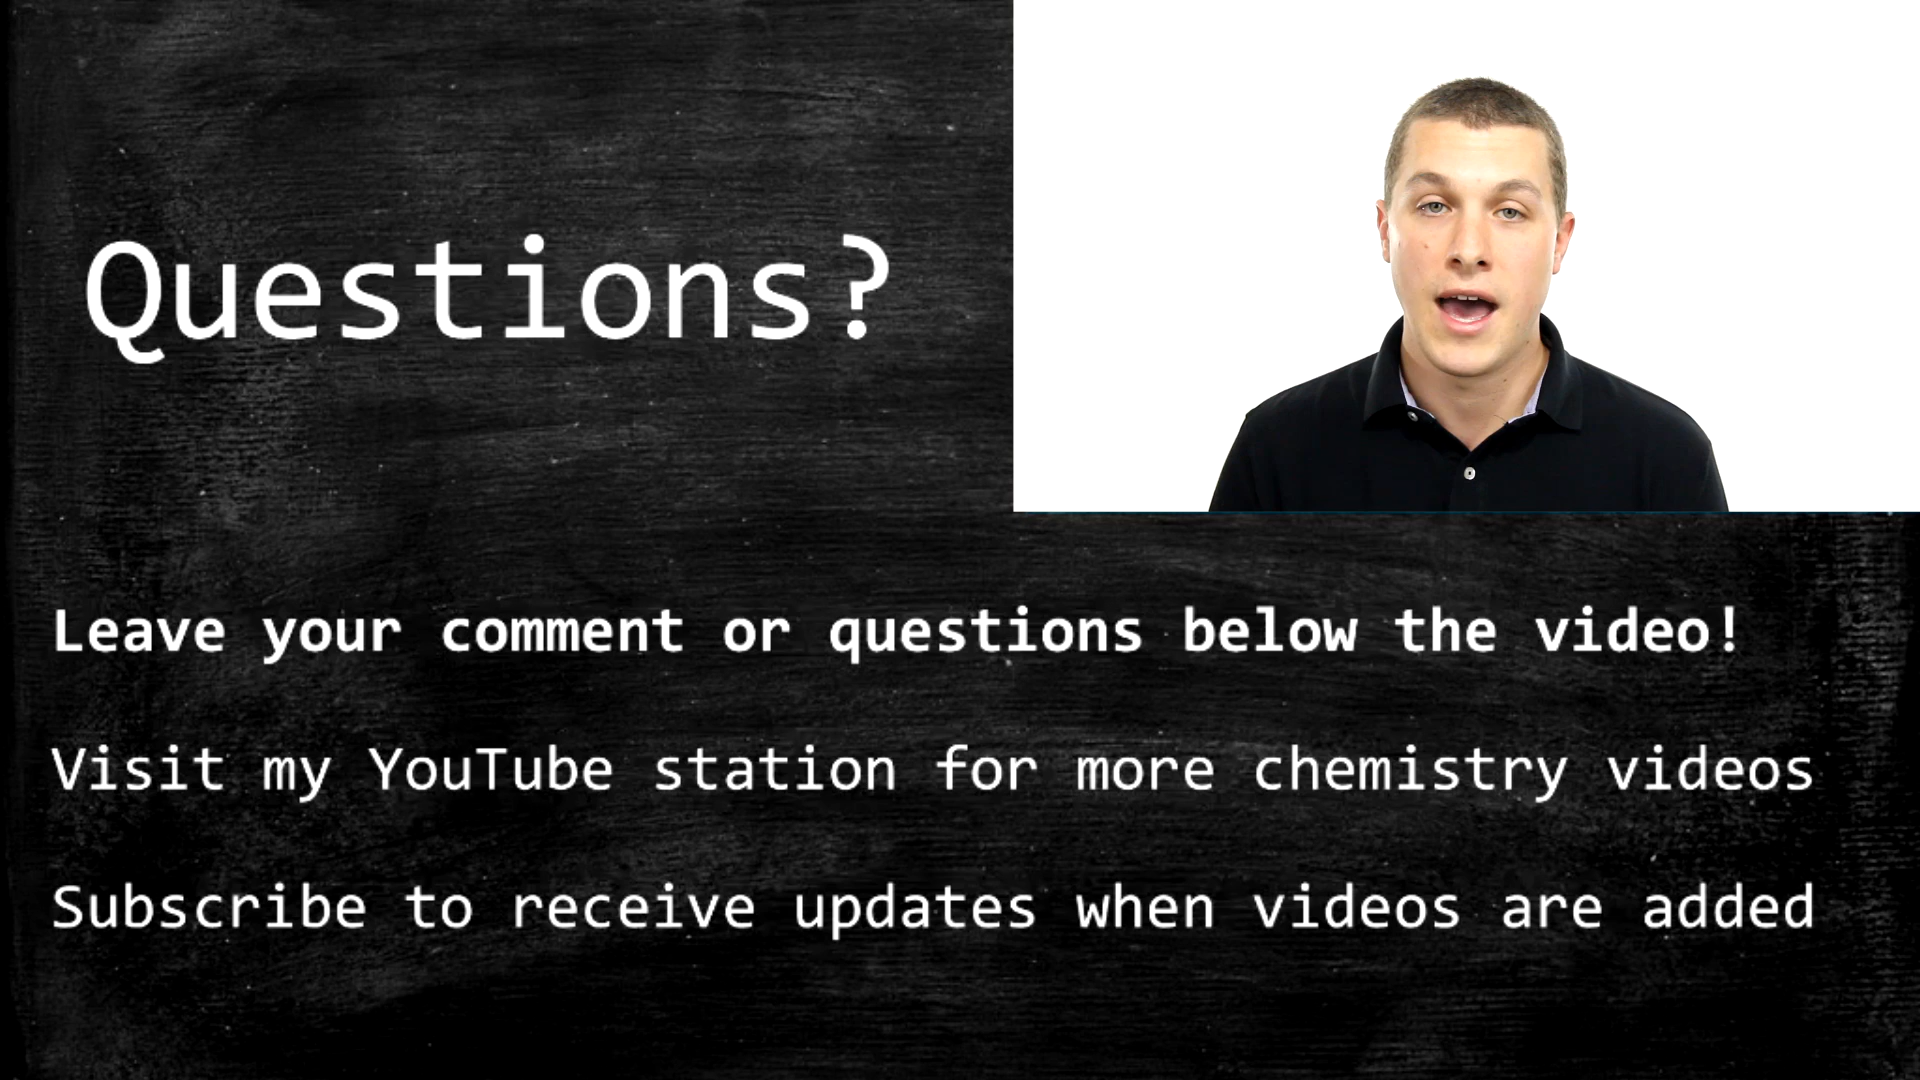 Questions?
Leave your comment or questions below the video!
Visit my YouTube station for more chemistry videos
Subscribe to receive updates when videos are added